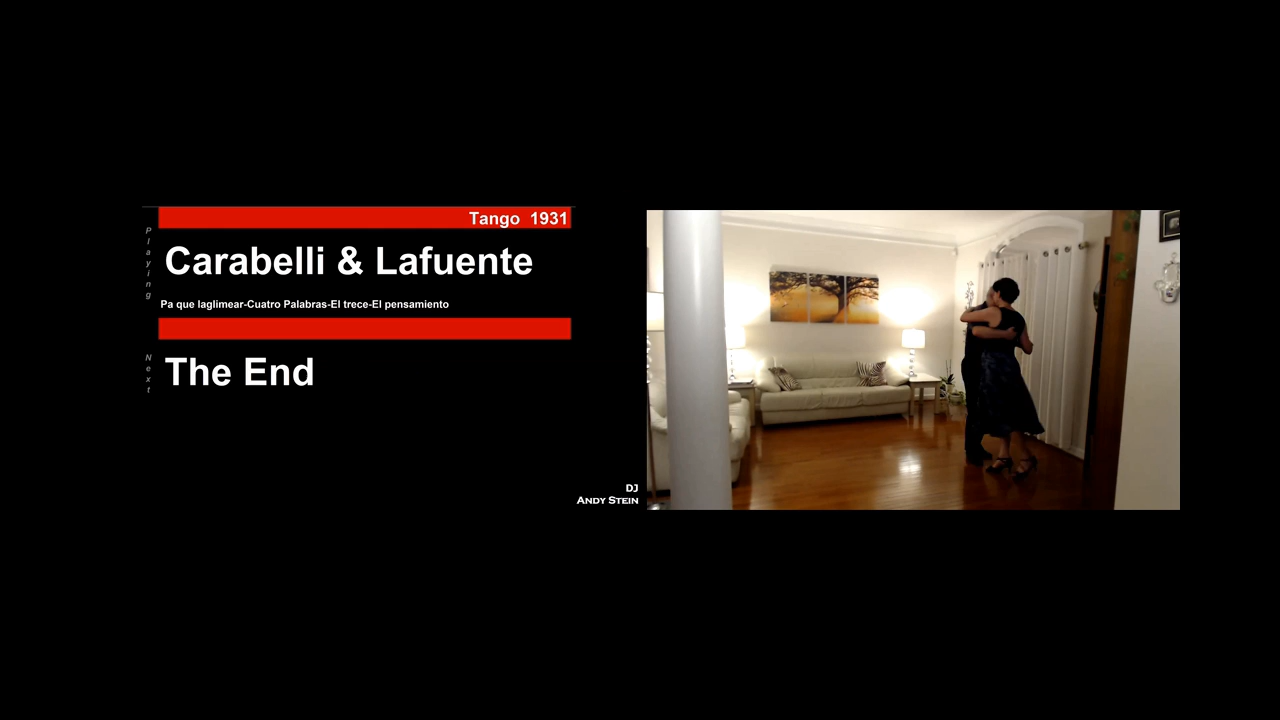 Tango 1931
Playing
Carabelli & Lafuente
Pa que laglimear-Cuatro Palabras-El trece-El pensamiento
Next
The End
DJ
Andy Stein